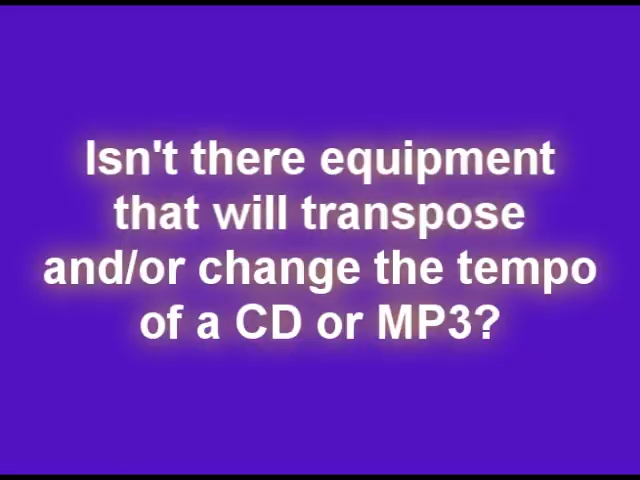 Isn't there equipment
that will transpose
and/or change the tempo
of a CD or MP3?